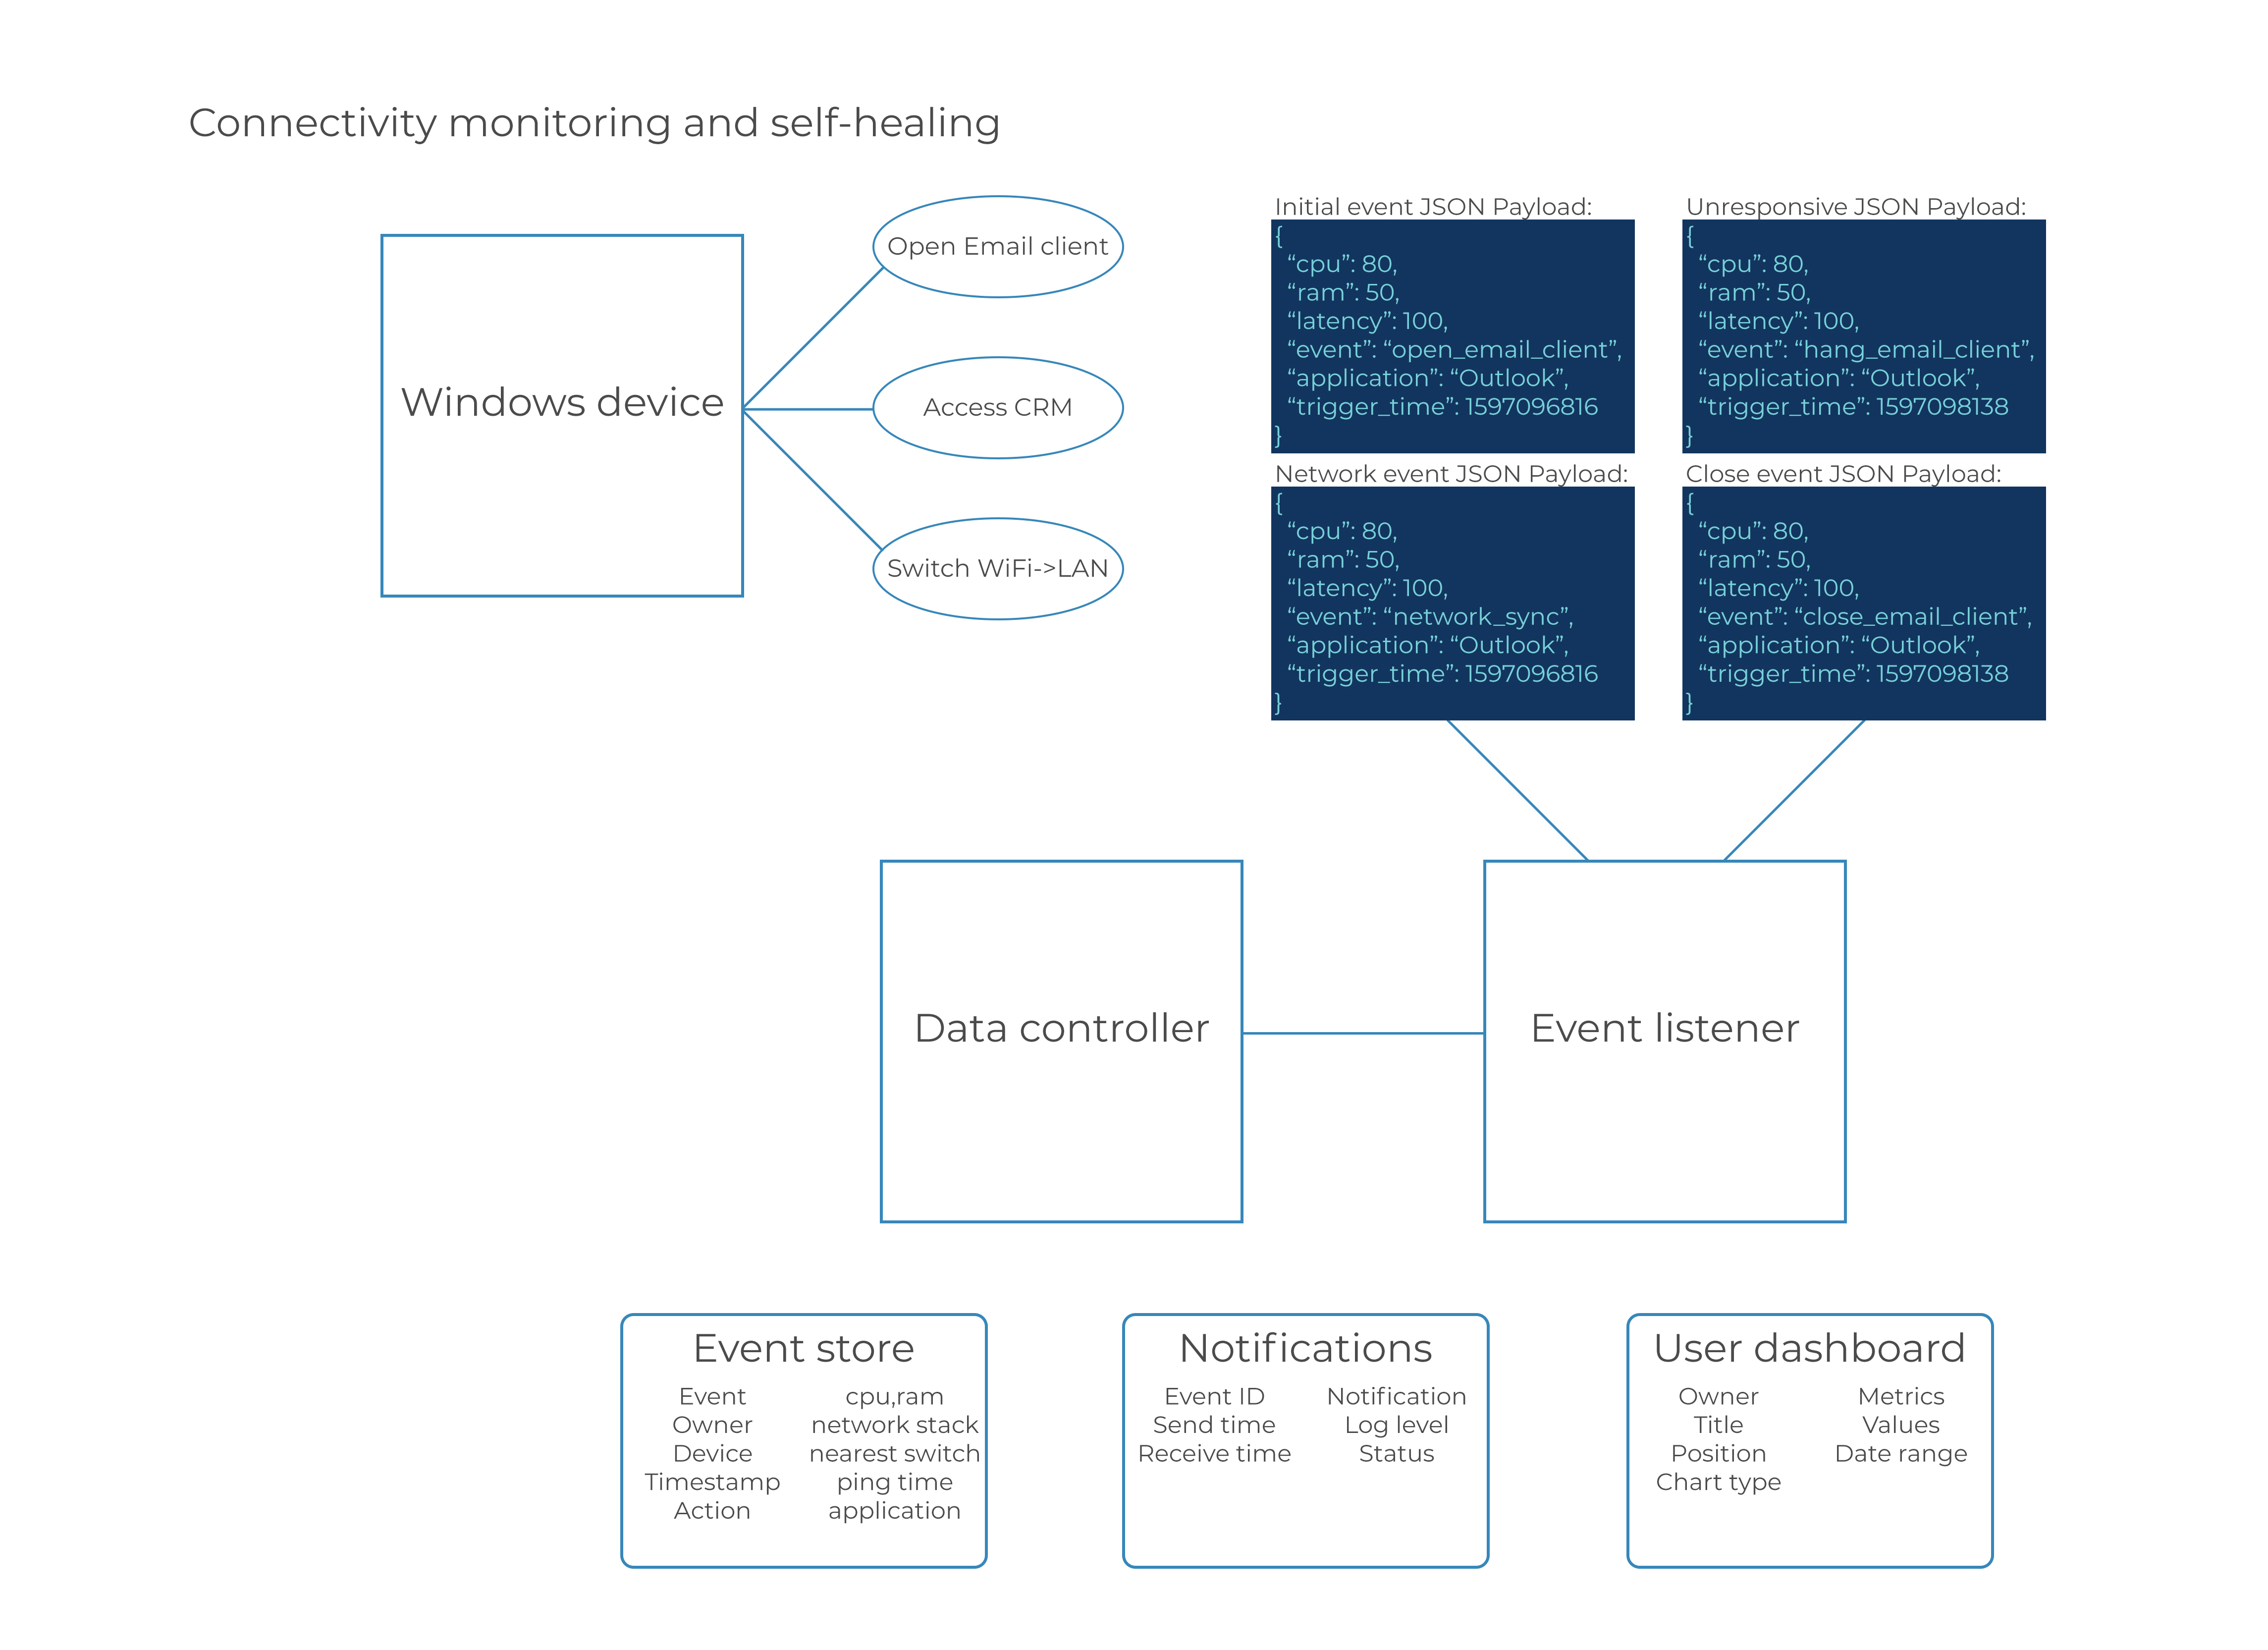 Connectivity monitoring and self-healing
Windows device
Open Email client
Access CRM
Switch WiFi->LAN
Initial event JSON Payload:
{
“cpu”: 80,
“ram”: 50,
“latency”: 100,
“event”: “open_email_client”,
“application”: “Outlook”,
“trigger_time”: 1597096816
}
Unresponsive JSON Payload:
{
“cpu”: 80,
“ram”: 50,
“latency”: 100,
“event”: “hang_email_client”,
“application”: “Outlook”,
“trigger_time”: 1597098138
}
Network event JSON Payload:
{
“cpu”: 80,
“ram”: 50,
“latency”: 100,
“event”: “network_sync”,
“application”: “Outlook”,
“trigger_time”: 1597096816
}
Close event JSON Payload:
{
“cpu”: 80,
“ram”: 50,
“latency”: 100,
“event”: “close_email_client”,
“application”: “Outlook”,
“trigger_time”: 1597098138
}
Data controller
Event listener
Event store
Event
Owner
Device
Timestamp
Action
cpu,ram
network stack
nearest switch
ping time
application
Notifications
Event ID
Send time
Receive time
Notification
Log level
Status
User dashboard
Owner
Title
Position
Chart type
Metrics
Values
Date range